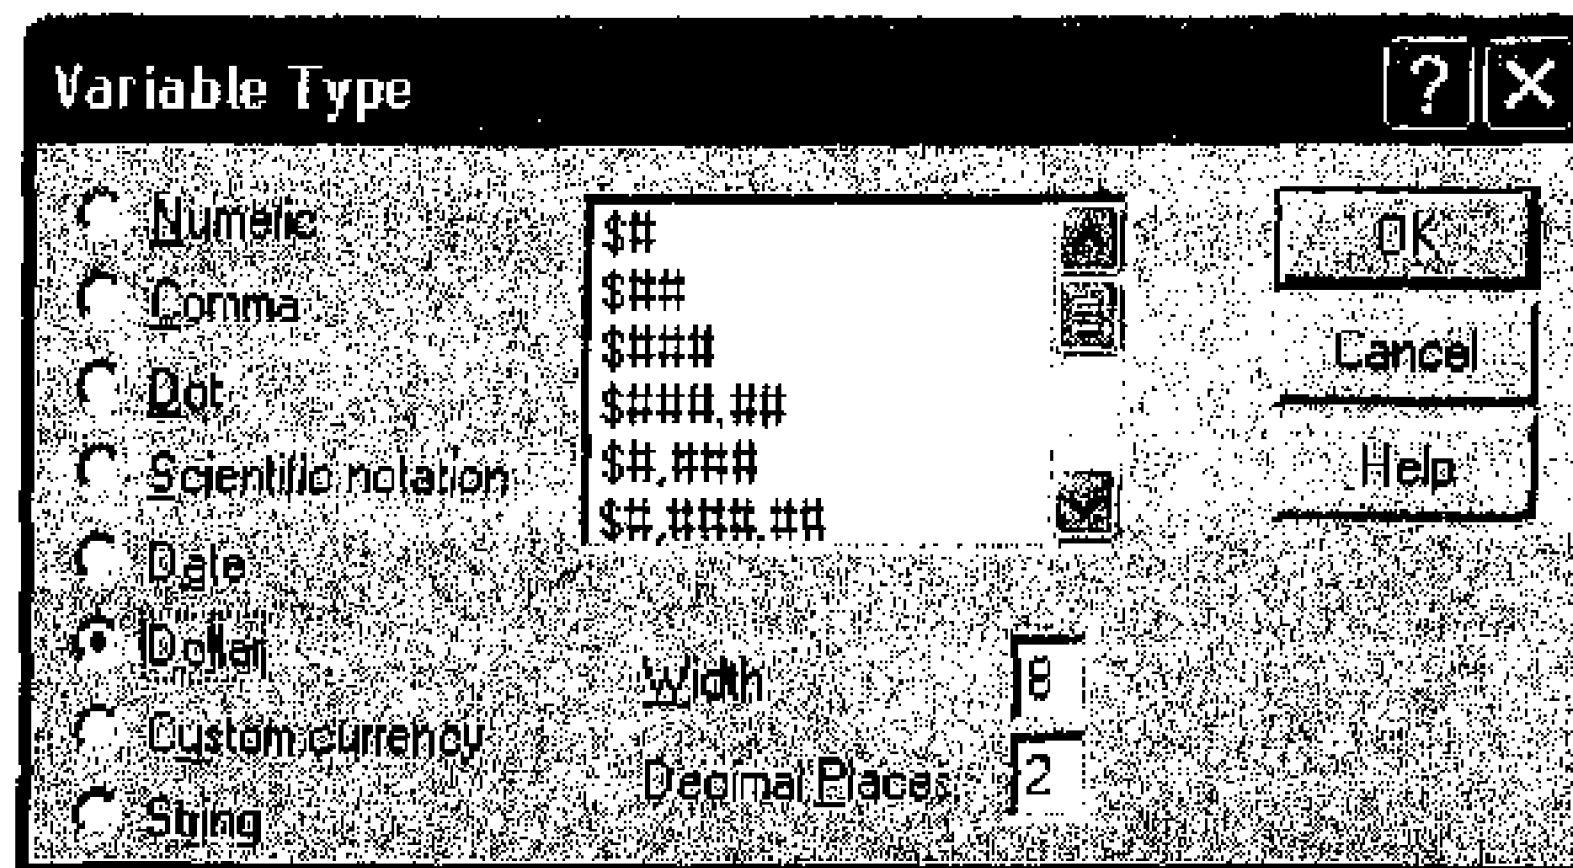 Variable Type
? X
Numeric
Comma
Dot
Scientific notation
Date
Dollar
Custom currency
String
$#
$##
$###
$###.##
$#,###
$#,###.##
Width 8
Decimal Places 2
OK
Cancel
Help